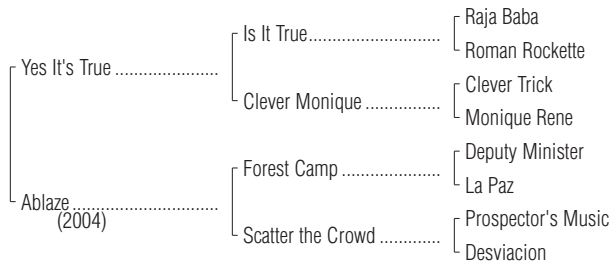 Raja Baba
Is It True.......................
Roman Rockette
Yes It's True ......................
Clever Trick
Clever Monique ................
Monique Rene
Deputy Minister
Forest Camp .....................
La Paz
Ablaze...............................
(2004)
Prospector's Music
Scatter the Crowd .............
Desviacion